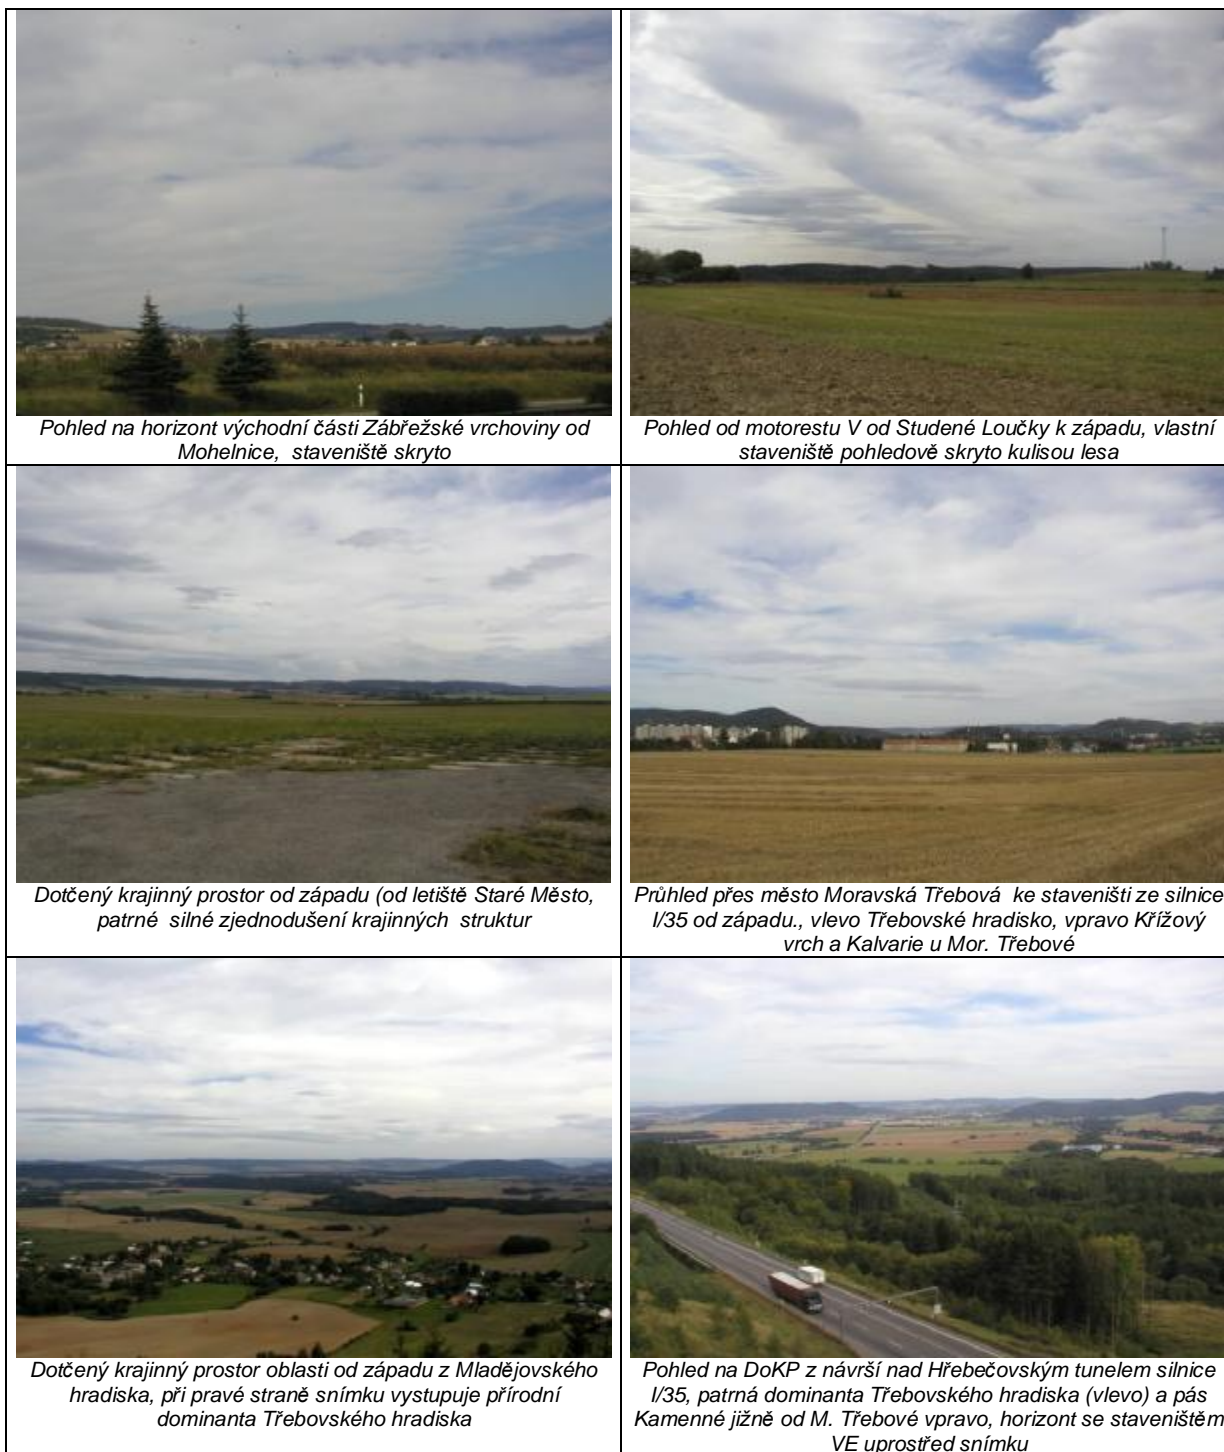 Pohled na horizont východní části Zábřežské vrchoviny od
Mohelnice, staveniště skryto
Pohled od motorestu V od Studené Loučky k západu, vlastní
staveniště pohledově skryto kulisou lesa
Dotčený krajinný prostor od západu (od letiště Staré Město,
patrné silné zjednodušení krajinných struktur
Průhled přes město Moravská Třebová ke staveništi ze silnice
I/35 od západu., vlevo Třebovské hradisko, vpravo Křížový
vrch a Kalvarie u Mor. Třebové
Dotčený krajinný prostor oblasti od západu z Mladějovského
hradiska, při pravé straně snímku vystupuje přírodní
dominanta Třebovského hradiska
Pohled na DoKP z návrší nad Hřebečovským tunelem silnice
I/35, patrná dominanta Třebovského hradiska (vlevo) a pás
Kamenné jižně od M. Třebové vpravo, horizont se staveništěm
VE uprostřed snímku